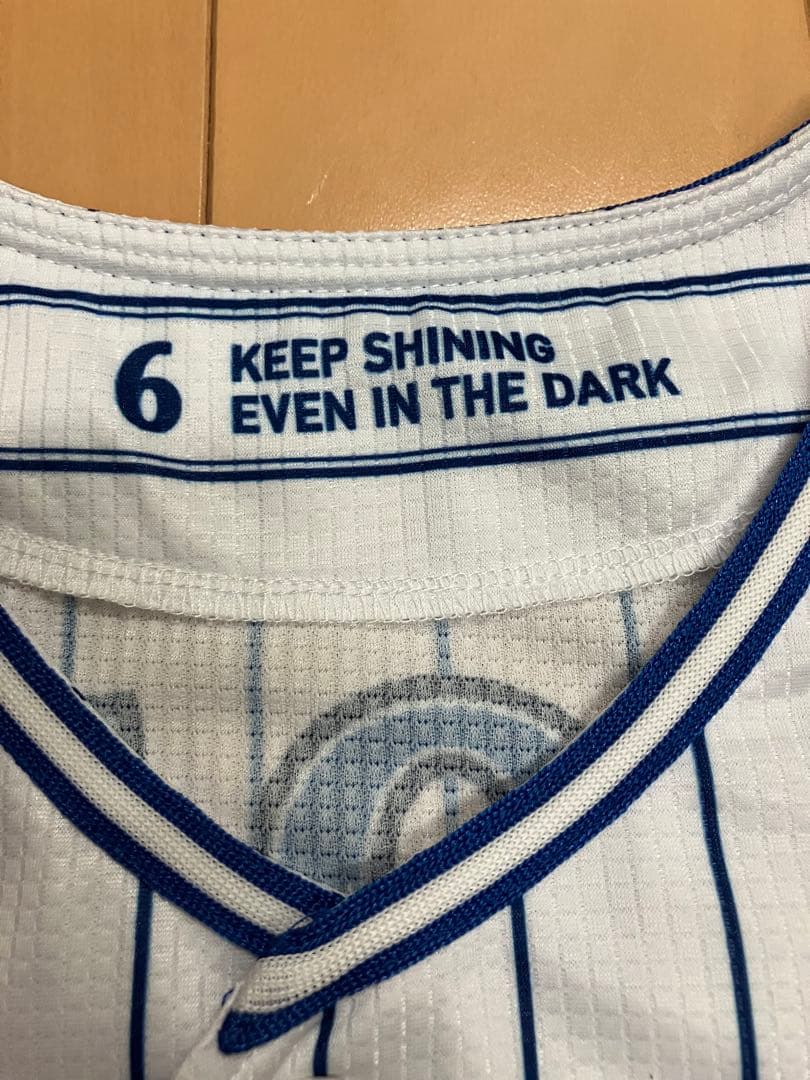 6
KEEP SHINING
EVEN IN THE DARK